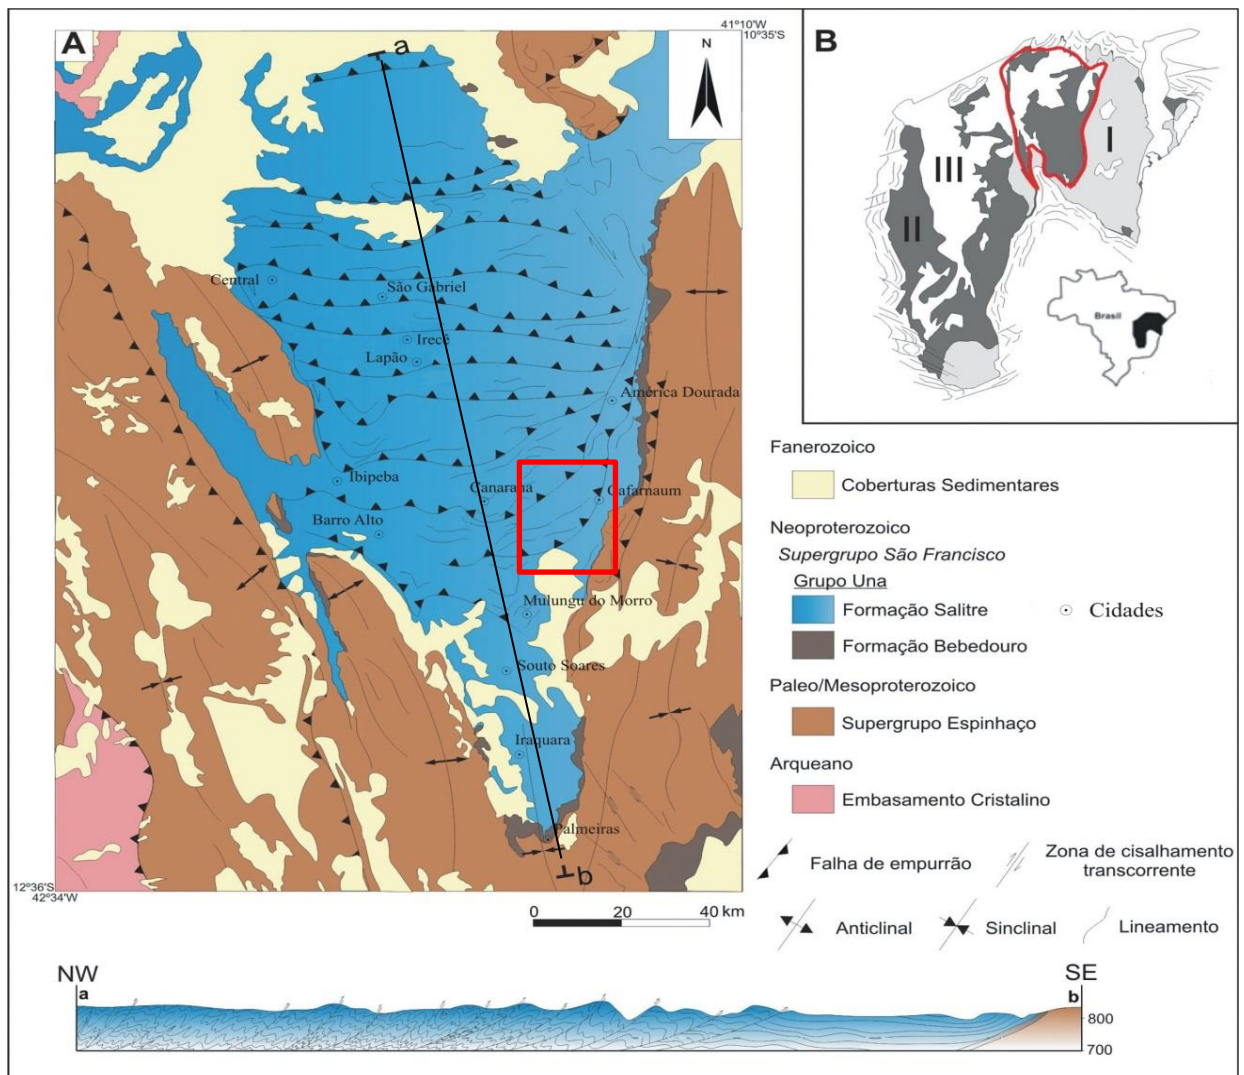 A
41°10'W
10°35'S
a
N
Central
São Gabriel
Irecê
Lapão
América Dourada
Ibipeba
Canarana
Cafarnaum
Barro Alto
Mulungu do Morro
Souto Soares
Iraquara
Palmeiras
b
12°36'S
42°34'W
0 20 40 km
B
I
III
II
Brasil
Fanerozoico
Coberturas Sedimentares
Neoproterozoico
Supergrupo São Francisco
Grupo Una
Formação Salitre
Cidades
Formação Bebedouro
Paleo/Mesoproterozoico
Supergrupo Espinhaço
Arqueano
Embasamento Cristalino
Falha de empurrão
Zona de cisalhamento
transcorrente
Anticlinal
Sinclinal
Lineamento
NW
SE
a
b
800
700